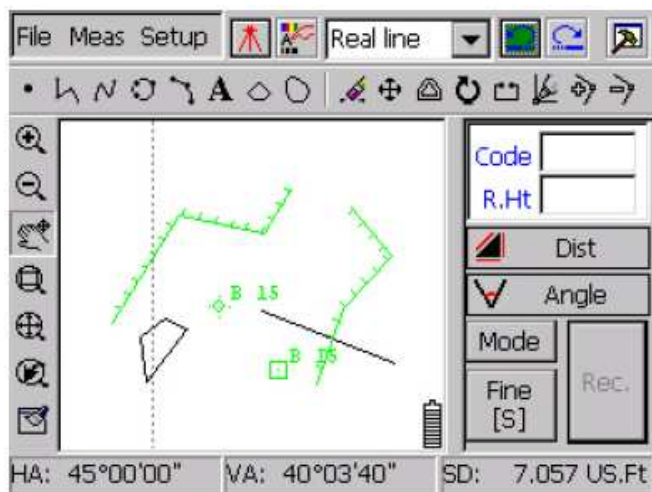 File Meas Setup Real line
A
Code
R.Ht
B 15
Dist
Angle
B 15
Mode
Fine
[S]
Rec.
HA: 45°00'00" VA: 40°03'40" SD: 7.057 US.Ft